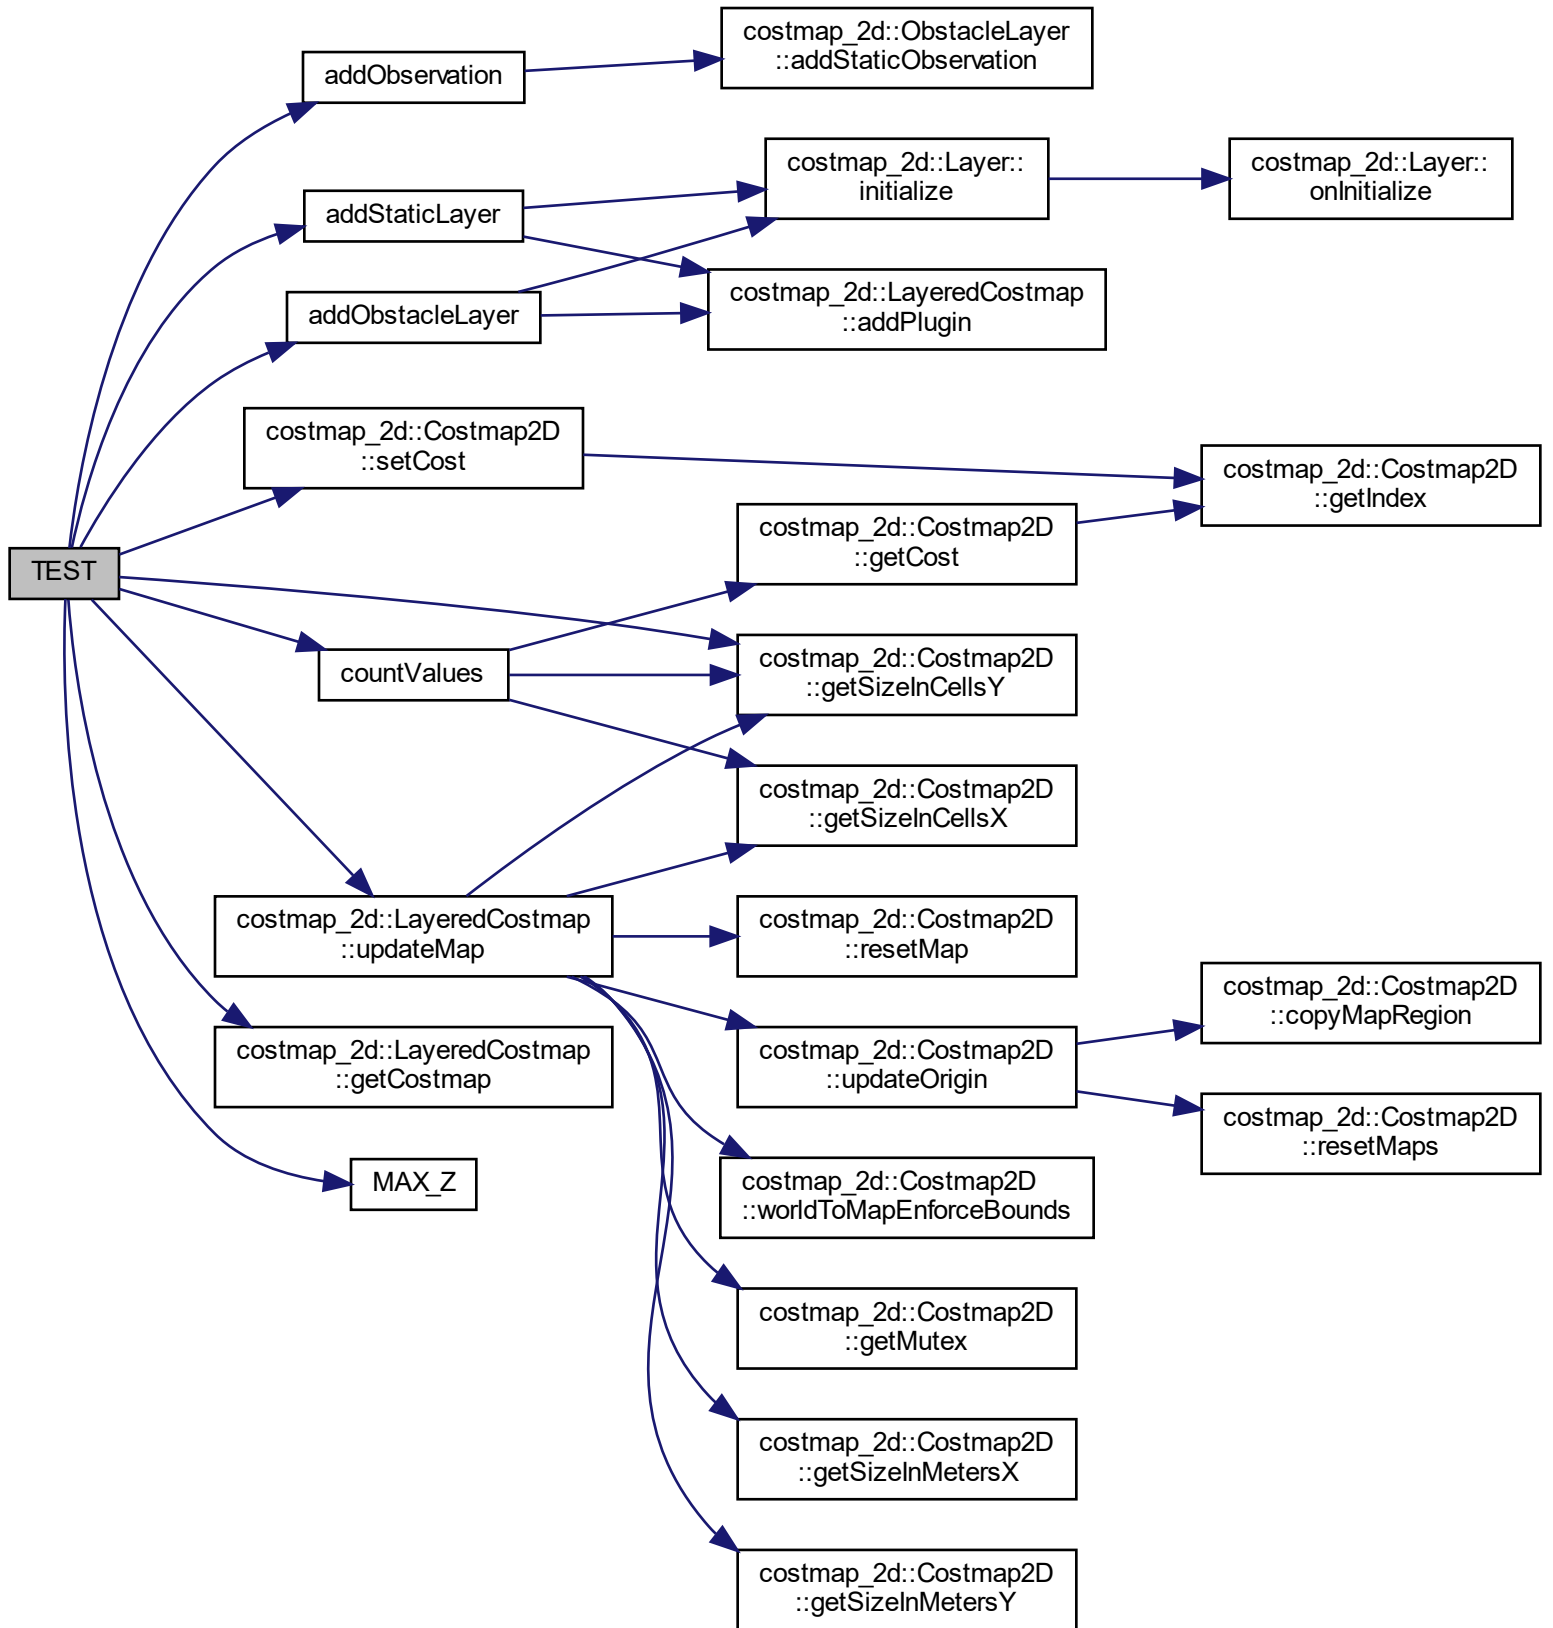 costmap_2d::ObstacleLayer
::addStaticObservation
addObservation
costmap_2d::Layer::
initialize
costmap_2d::Layer::
onInitialize
addStaticLayer
costmap_2d::LayeredCostmap
::addPlugin
addObstacleLayer
costmap_2d::Costmap2D
::setCost
costmap_2d::Costmap2D
::getIndex
costmap_2d::Costmap2D
::getCost
TEST
costmap_2d::Costmap2D
::getSizeInCellsY
countValues
costmap_2d::Costmap2D
::getSizeInCellsX
costmap_2d::LayeredCostmap
::updateMap
costmap_2d::Costmap2D
::resetMap
costmap_2d::Costmap2D
::copyMapRegion
costmap_2d::LayeredCostmap
::getCostmap
costmap_2d::Costmap2D
::updateOrigin
costmap_2d::Costmap2D
::resetMaps
MAX_Z
costmap_2d::Costmap2D
::worldToMapEnforceBounds
costmap_2d::Costmap2D
::getMutex
costmap_2d::Costmap2D
::getSizeInMetersX
costmap_2d::Costmap2D
::getSizeInMetersY